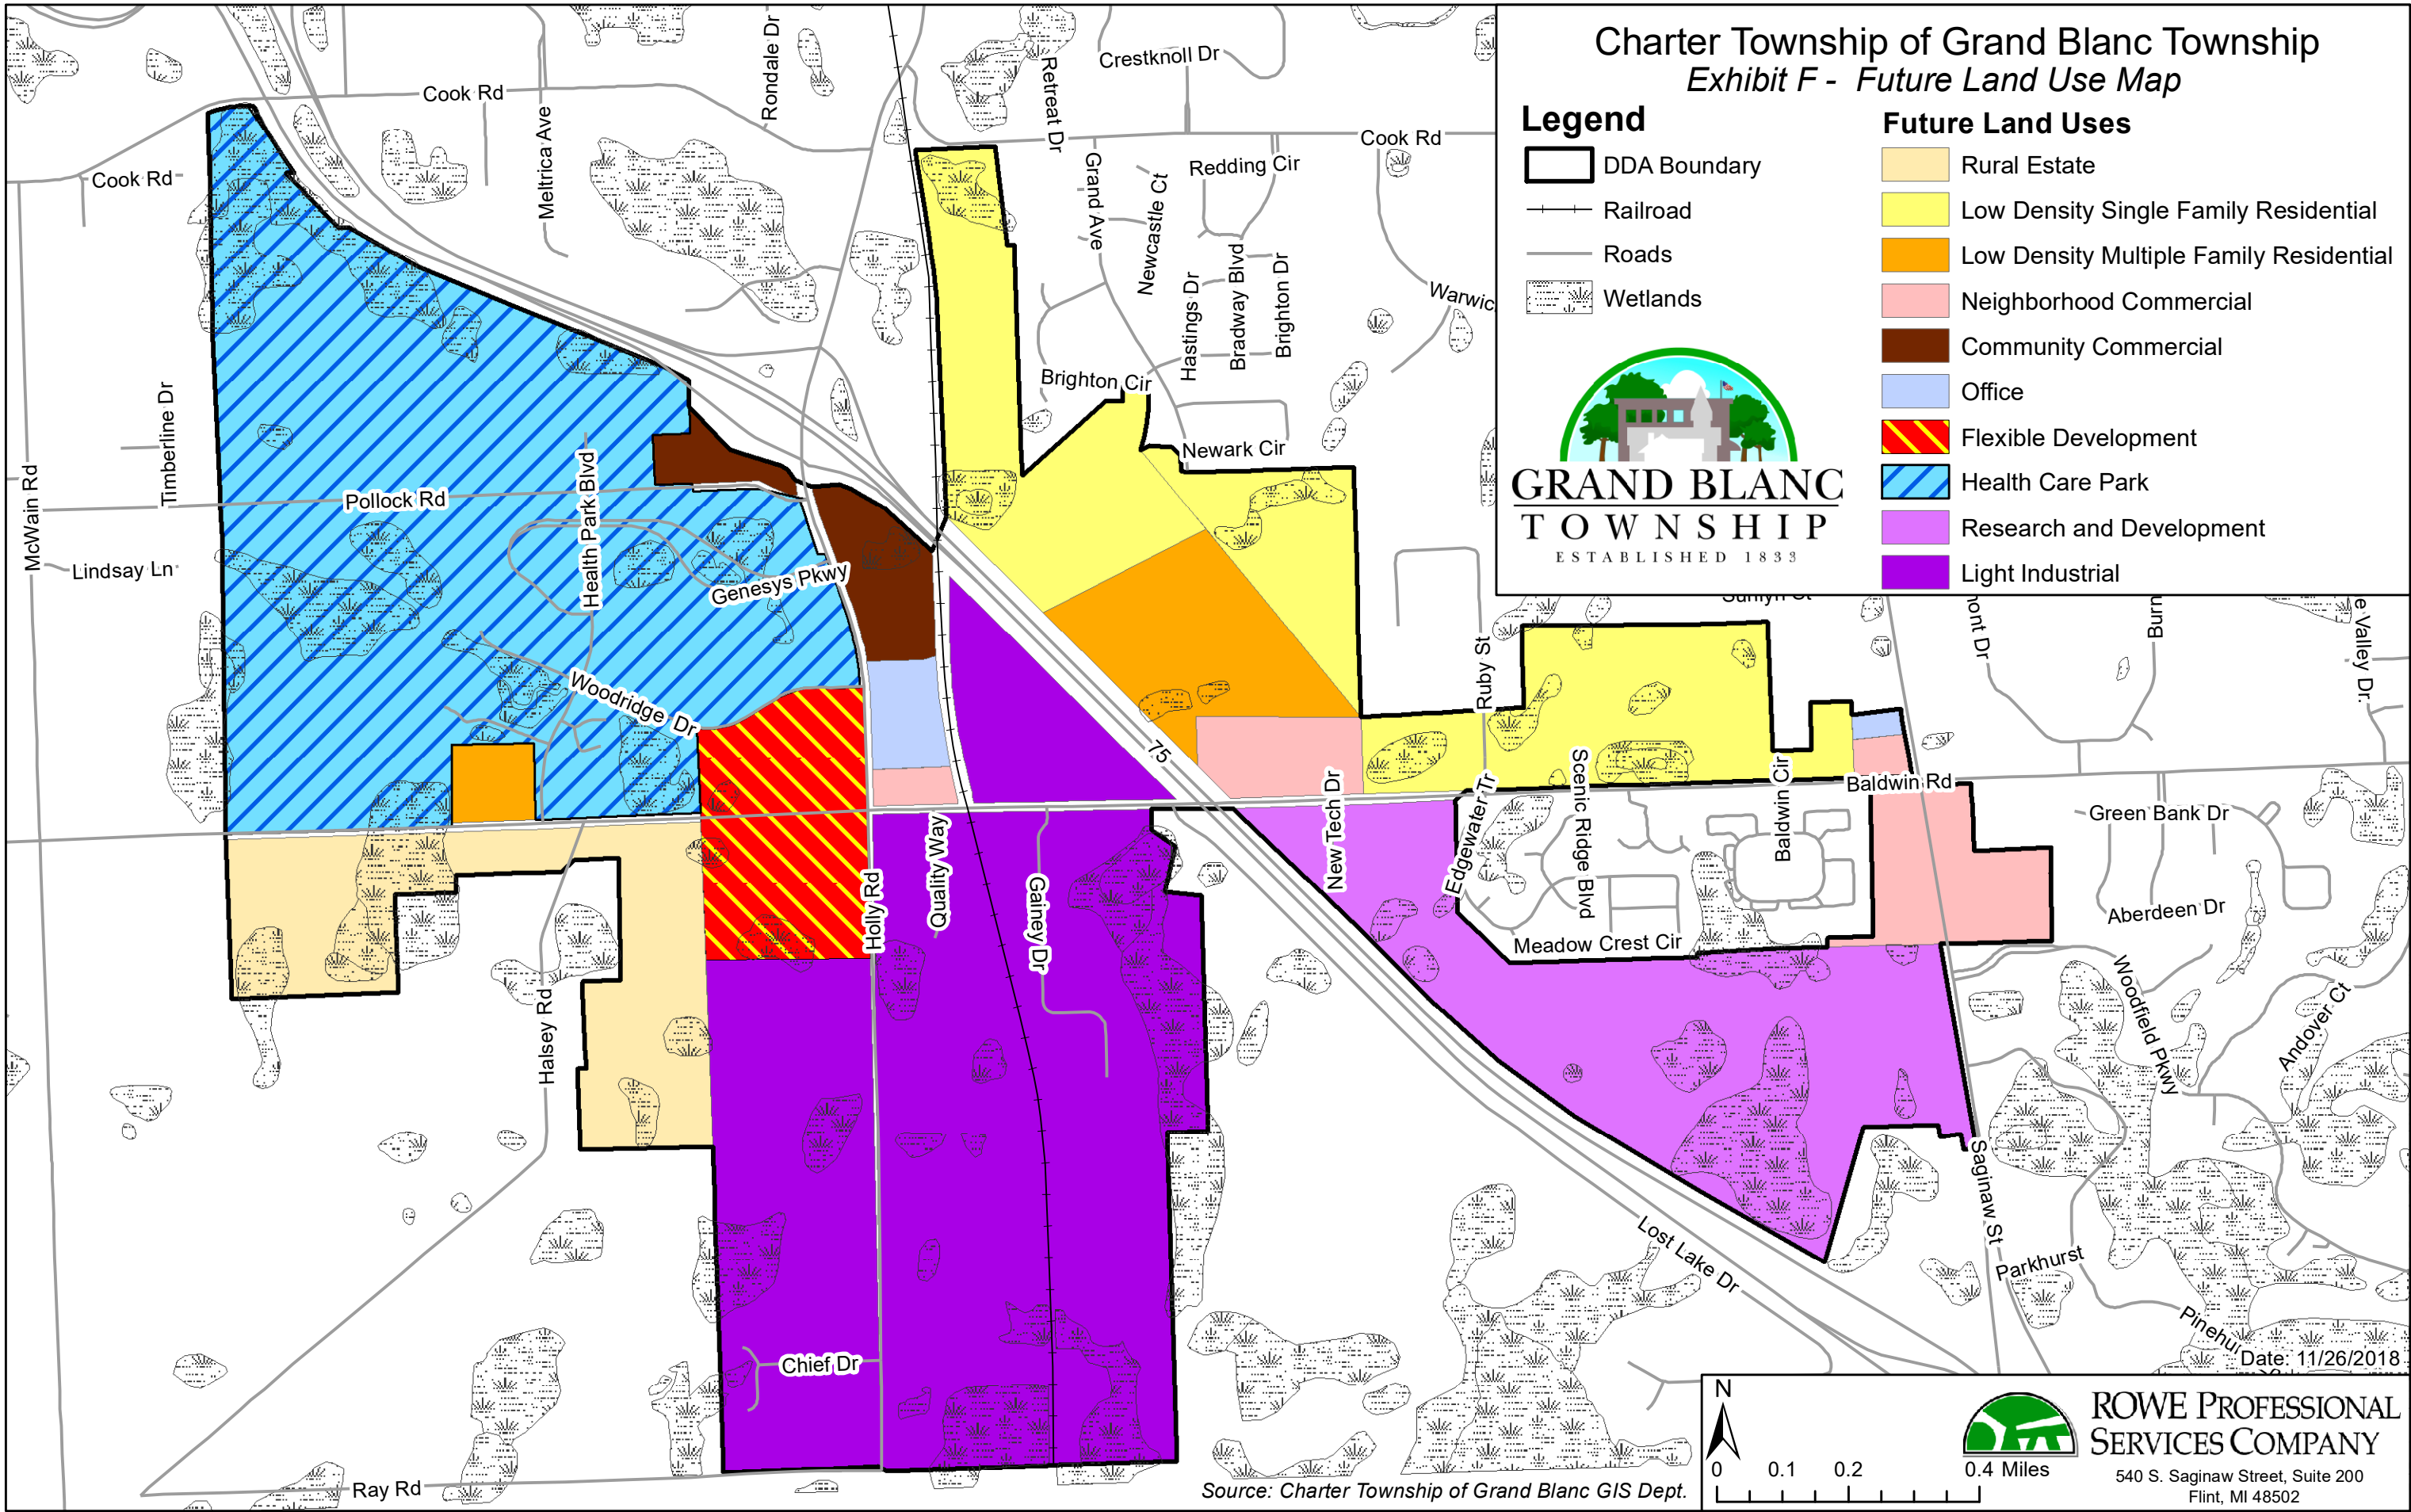 Charter Township of Grand Blanc Township
Exhibit F - Future Land Use Map
Legend
DDA Boundary
Railroad
Roads
Wetlands
Future Land Uses
Rural Estate
Low Density Single Family Residential
Low Density Multiple Family Residential
Neighborhood Commercial
Community Commercial
Office
Flexible Development
Health Care Park
Research and Development
Light Industrial
GRAND BLANC
TOWNSHIP
ESTABLISHED 1833
Cook Rd
Cook Rd
Cook Rd
Meltrica Ave
Rondale Dr
Retreat Dr
Crestknoll Dr
Grand Ave
Newcastle Ct
Redding Cir
Hastings Dr
Bradway Blvd
Brighton Dr
Warwic
Brighton Cir
Newark Cir
McWain Rd
Timberline Dr
Pollock Rd
Lindsay Ln
Health Park Blvd
Genesys Pkwy
Woodridge Dr
75
Ruby St
mont Dr
Burn
e Valley Dr.
New Tech Dr
Edgewater Tr
Scenic Ridge Blvd
Baldwin Cir
Baldwin Rd
Green Bank Dr
Aberdeen Dr
Meadow Crest Cir
Holly Rd
Quality Way
Gainey Dr
Halsey Rd
Woodfield Pkwy
Andover Ct
Saginaw St
Lost Lake Dr
Parkhurst
Chief Dr
Ray Rd
Date: 11/26/2018
Source: Charter Township of Grand Blanc GIS Dept.
N
0 0.1 0.2 0.4 Miles
ROWE PROFESSIONAL
SERVICES COMPANY
540 S. Saginaw Street, Suite 200
Flint, MI 48502